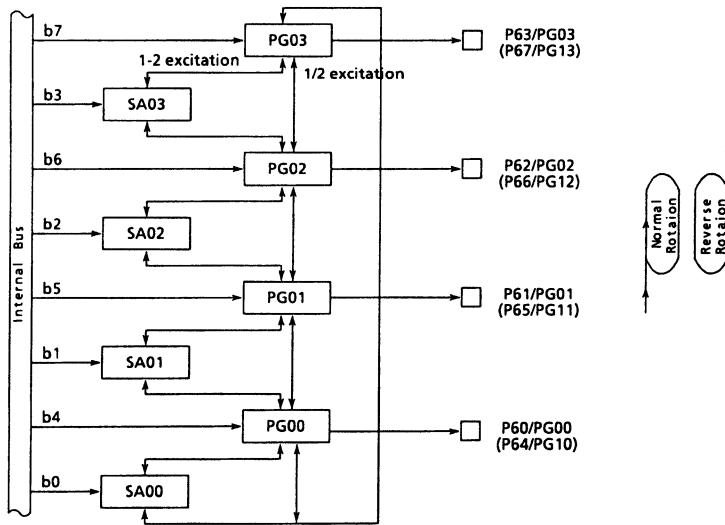 b7
PG03
P63/PG03
(P67/PG13)
1-2 excitation
1/2 excitation
b3
SA03
b6
PG02
P62/PG02
(P66/PG12)
b2
SA02
Internal Bus
b5
PG01
P61/PG01
(P65/PG11)
b1
SA01
b4
PG00
P60/PG00
(P64/PG10)
b0
SA00
Normal
Rotaion
Reverse
Rotaion